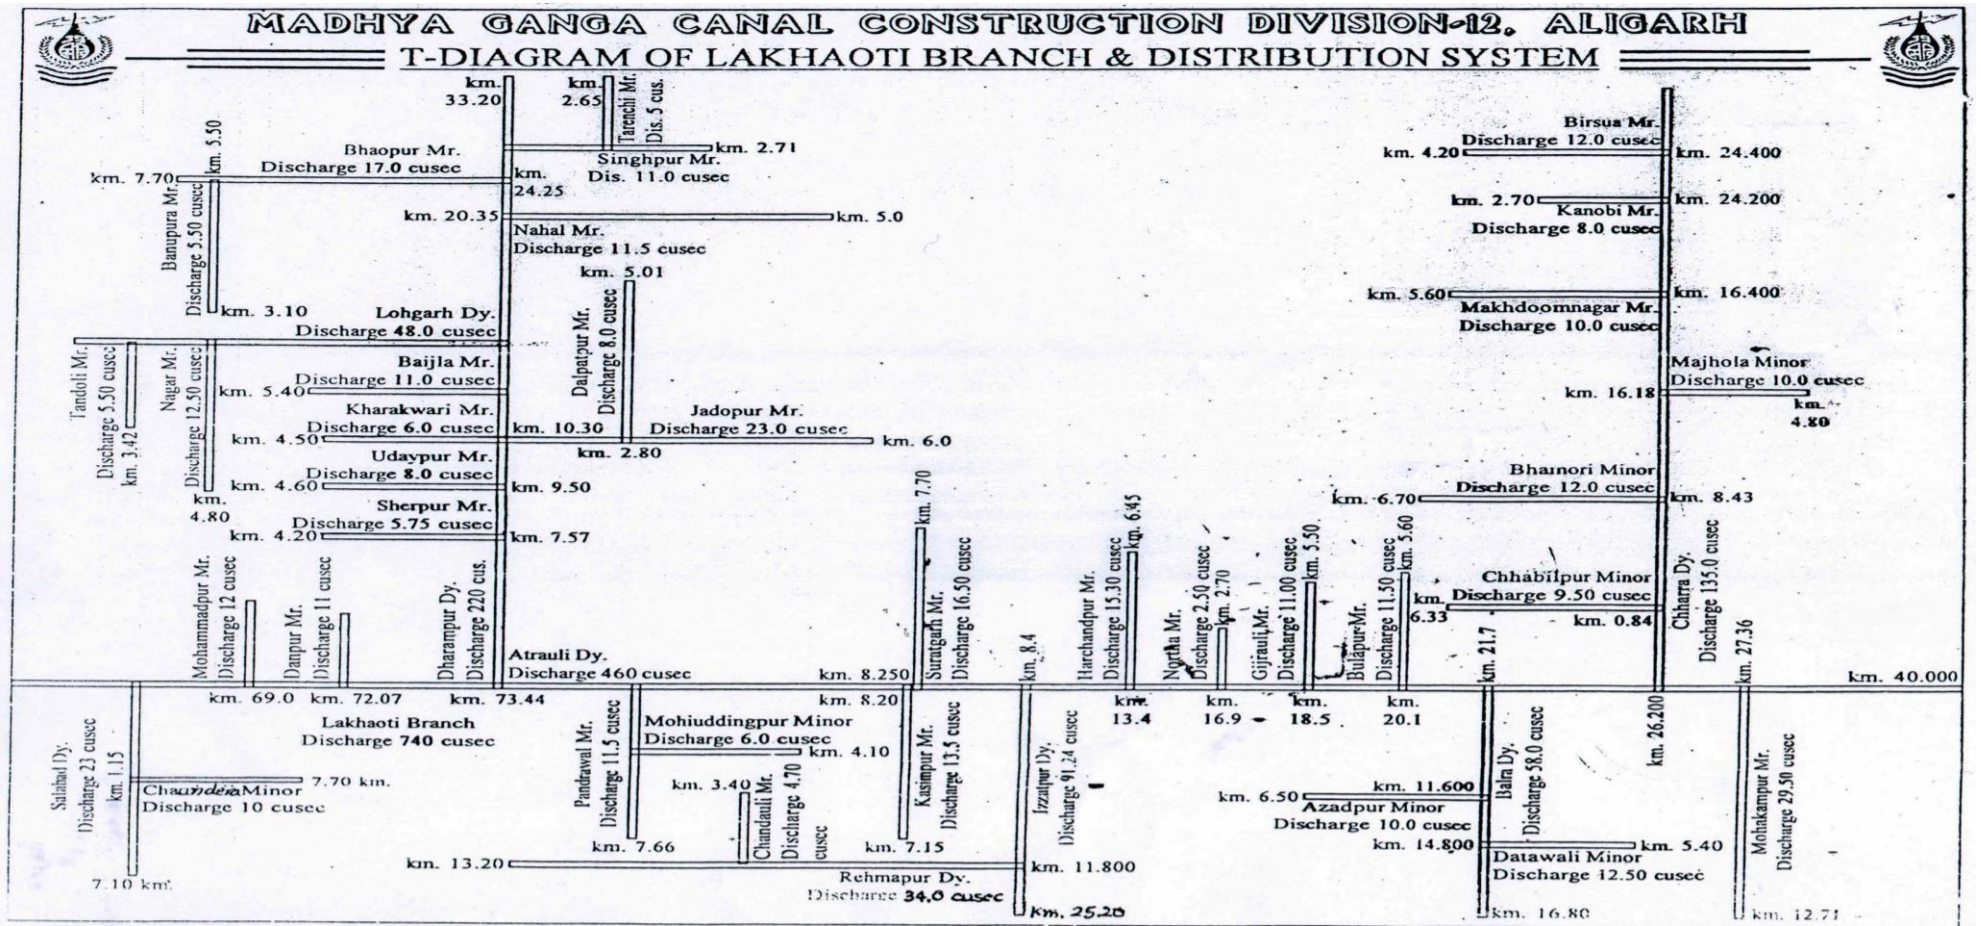 MADHYA GANGA CANAL CONSTRUCTION DIVISION-12, ALIGARH
T-DIAGRAM OF LAKHAOTI BRANCH & DISTRIBUTION SYSTEM
km.
33.20
km.
2.65
Tarenchi Mr.
Dis. 5 cus.
km. 2.71
Singhpur Mr.
Dis. 11.0 cusec
Bhaopur Mr.
Discharge 17.0 cusec
km. 7.70
km.
24.25
km. 5.50
Banupura Mr.
Discharge 5.50 cusec
km. 3.10
km. 20.35
km. 5.0
Nahal Mr.
Discharge 11.5 cusec
km. 5.01
Dalpatpur Mr.
Discharge 8.0 cusec
Lohgarh Dy.
Discharge 48.0 cusec
Tandoli Mr.
Discharge 5.50 cusec
km. 3.42
Nagar Mr.
Discharge 12.50 cusec
km.
4.80
Baijla Mr.
Discharge 11.0 cusec
km. 5.40
Kharakwari Mr.
Discharge 6.0 cusec
km. 4.50
km. 10.30
Jadopur Mr.
Discharge 23.0 cusec
km. 6.0
km. 2.80
Udaypur Mr.
Discharge 8.0 cusec
km. 4.60
km. 9.50
Sherpur Mr.
Discharge 5.75 cusec
km. 4.20
km. 7.57
Mohammadpur Mr.
Discharge 12 cusec
Danpur Mr.
Discharge 11 cusec
Dharampur Dy.
Discharge 220 cus.
Atrauli Dy.
Discharge 460 cusec
km. 69.0
km. 72.07
km. 73.44
Lakhaoti Branch
Discharge 740 cusec
Salabad Dy.
Discharge 23 cusec
km. 1.15
7.70 km.
Minor
Discharge 10 cusec
7.10 km.
Pandrawal Mr.
Discharge 11.5 cusec
km. 7.66
Mohiuddingpur Minor
Discharge 6.0 cusec
km. 4.10
km. 3.40
Chandauli Mr.
Discharge 4.70
cusec
km. 8.250
km. 8.20
km. 7.70
Suratgarh Mr.
Discharge 16.50 cusec
Kasimpur Mr.
Discharge 13.5 cusec
km. 7.15
km. 8.4
Izzatpur Dy.
Discharge 91.24 cusec
km. 13.20
km. 11.800
Rehmapur Dy.
Discharge 34.0 cusec
Km. 25.20
Harchandpur Mr.
Discharge 15.30 cusec
km. 6.45
km.
13.4
Northa Mr.
Discharge 2.50 cusec
km. 2.70
km.
16.9
Gijrauli Mr.
Discharge 11.00 cusec
km. 5.50
km.
18.5
Bulapur Mr.
Discharge 11.50 cusec
km. 5.60
km.
20.1
Birsua Mr.
Discharge 12.0 cusec
km. 4.20
km. 24.400
km. 2.70
km. 24.200
Kanobi Mr.
Discharge 8.0 cusec
km. 5.60
km. 16.400
Makhdoomnagar Mr.
Discharge 10.0 cusec
Majhola Minor
Discharge 10.0 cusec
km. 16.18
km.
4.80
Bhamori Minor
Discharge 12.0 cusec
km. 6.70
km. 8.43
Chhabilpur Minor
Discharge 9.50 cusec
km.
6.33
km. 0.84
Chharra Dy.
Discharge 135.0 cusec
km. 21.7
km. 27.36
km. 40.000
km. 26.200
Balra Dy.
Discharge 58.0 cusec
km. 11.600
km. 6.50
Azadpur Minor
Discharge 10.0 cusec
km. 14.800
km. 5.40
Datawali Minor
Discharge 12.50 cusec
km. 16.80
Mohakampur Mr.
Discharge 29.50 cusec
km. 12.71